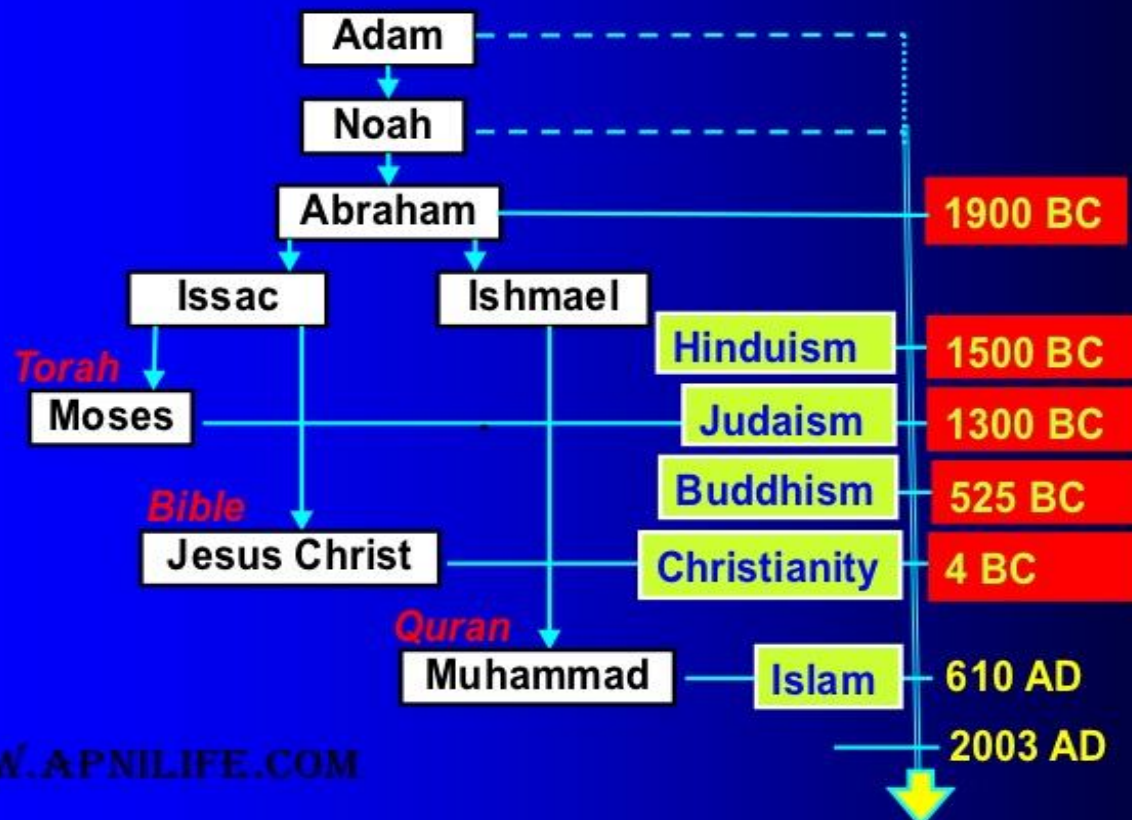 Adam
Noah
Abraham
1900 BC
Issac
Ishmael
Hinduism
1500 BC
Torah
Moses
Judaism
1300 BC
Buddhism
525 BC
Bible
Jesus Christ
Christianity
4 BC
Quran
Muhammad
Islam
610 AD
2003 AD
W.APNILIFE.COM